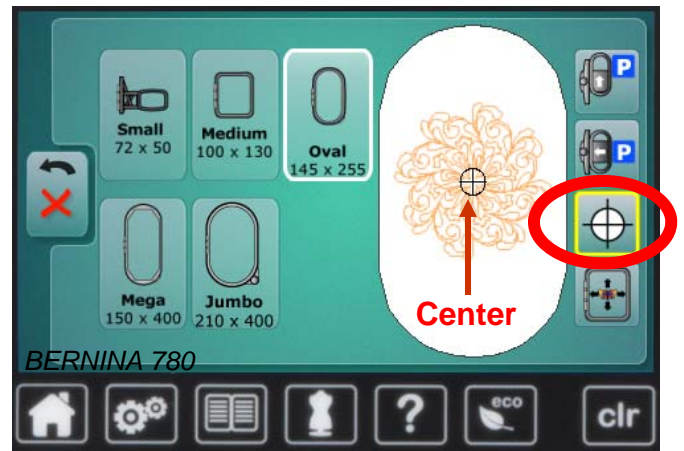 Small
72 x 50
Medium
100 x 130
Oval
145 x 255
P
P
Mega
150 x 400
Jumbo
210 x 400
Center
BERNINA 780
?
eco
clr